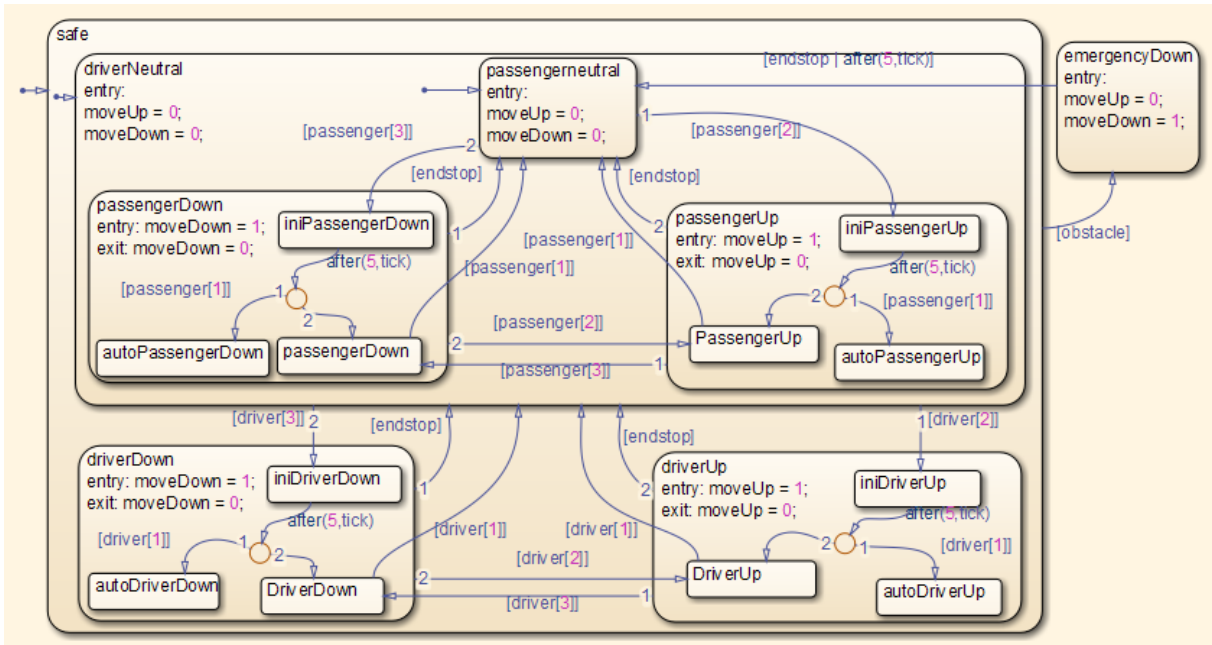 safe
driverNeutral
entry:
moveUp = 0;
moveDown = 0;
passengerneutral
entry:
moveUp = 0;
moveDown = 0;
[endstop | after(5,tick)]
emergencyDown
entry:
moveUp = 0;
moveDown = 1;
[passenger[3]]
2
1
[passenger[2]]
[endstop]
[endstop]
passengerDown
entry: moveDown = 1;
exit: moveDown = 0;
iniPassengerDown
after(5,tick)
1
2
[passenger[1]]
autoPassengerDown
passengerDown
1
[passenger[1]]
[passenger[1]]
2
passengerUp
entry: moveUp = 1;
exit: moveUp = 0;
iniPassengerUp
after(5,tick)
2
1
[passenger[1]]
PassengerUp
autoPassengerUp
2
[passenger[2]]
1
[passenger[3]]
[obstacle]
[driver[3]]
2
[endstop]
[endstop]
1
[driver[2]]
driverDown
entry: moveDown = 1;
exit: moveDown = 0;
iniDriverDown
after(5,tick)
[driver[1]]
1
2
autoDriverDown
DriverDown
1
[driver[1]]
[driver[1]]
2
driverUp
entry: moveUp = 1;
exit: moveUp = 0;
iniDriverUp
after(5,tick)
2
1
[driver[1]]
DriverUp
autoDriverUp
2
[driver[2]]
1
[driver[3]]